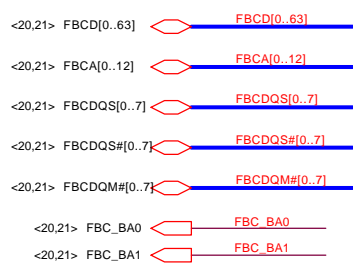 <20,21> FBCD[0..63] FBCD[0..63]
<20,21> FBCA[0..12] FBCA[0..12]
<20,21> FBCDQS[0..7] FBCDQS[0..7]
<20,21> FBCDQS#[0..7] FBCDQS#[0..7]
<20,21> FBCDQM#[0..7] FBCDQM#[0..7]
<20,21> FBC_BA0 FBC_BA0
<20,21> FBC_BA1 FBC_BA1